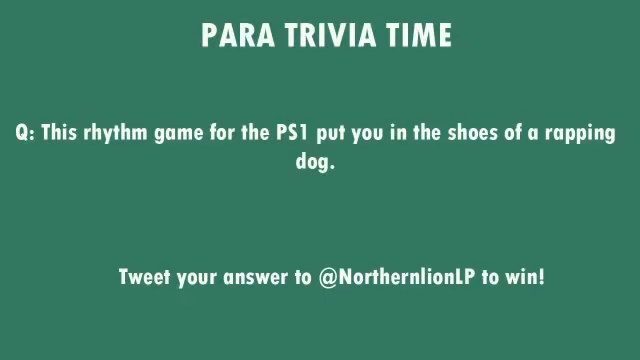 PARA TRIVIA TIME
Q: This rhythm game for the PS1 put you in the shoes of a rapping
dog.
Tweet your answer to @NorthernlionLP to win!